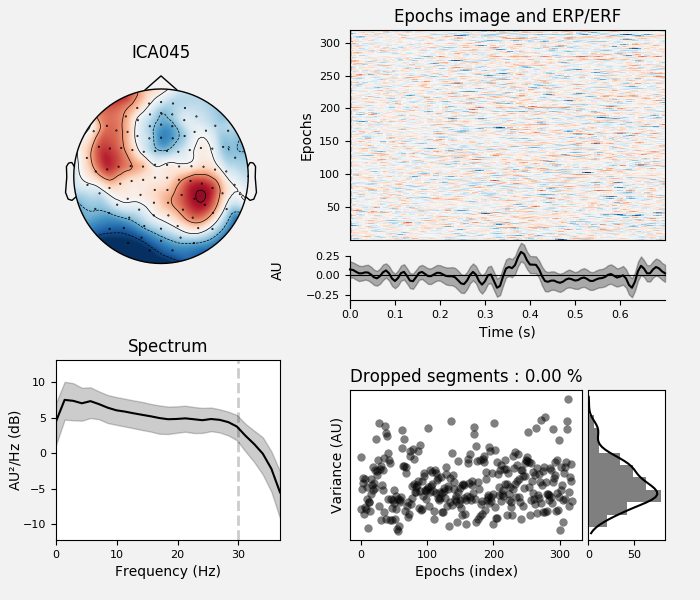 ICA045
Epochs image and ERP/ERF
Epochs
300
250
200
150
100
50
AU
0.25
0.00
−0.25
0.0 0.1 0.2 0.3 0.4 0.5 0.6
Time (s)
Spectrum
AU²/Hz (dB)
10
5
0
−5
−10
0 10 20 30
Frequency (Hz)
Dropped segments : 0.00 %
Variance (AU)
0 100 200 300
Epochs (index)
0 50